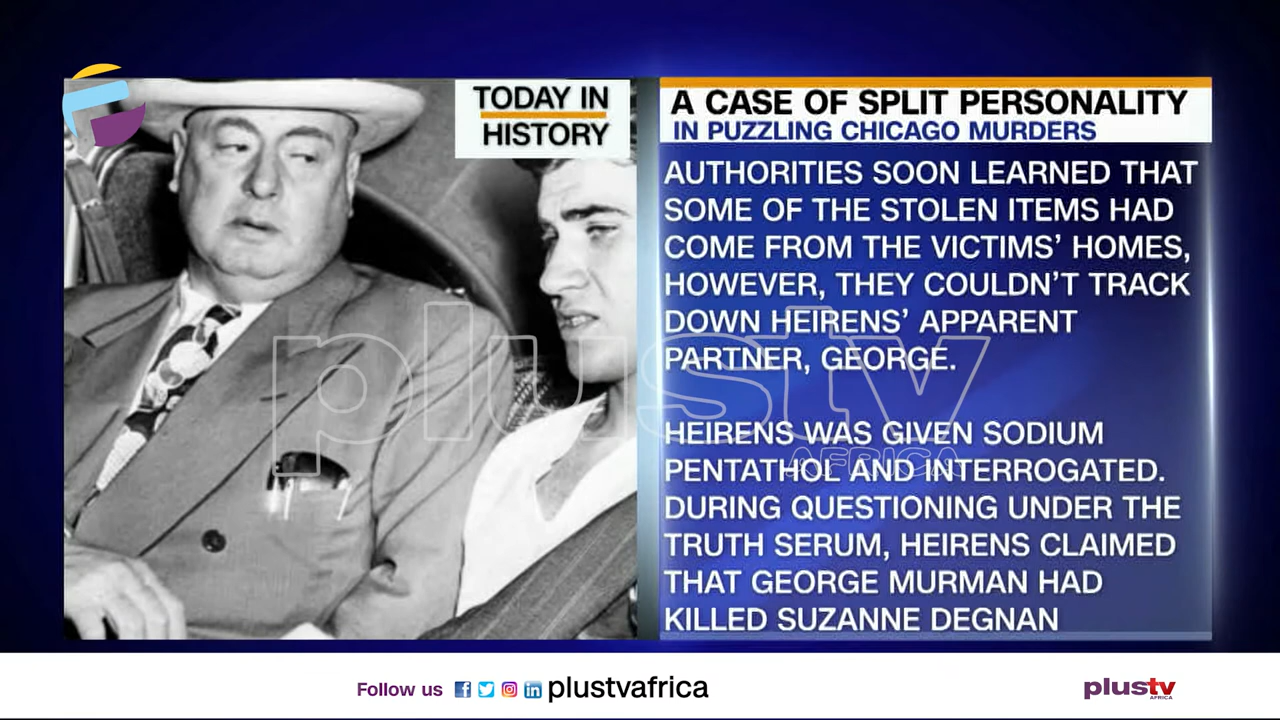 TODAY IN
HISTORY
A CASE OF SPLIT PERSONALITY
IN PUZZLING CHICAGO MURDERS
AUTHORITIES SOON LEARNED THAT
SOME OF THE STOLEN ITEMS HAD
COME FROM THE VICTIMS' HOMES,
HOWEVER, THEY COULDN'T TRACK
DOWN HEIRENS' APPARENT
PARTNER, GEORGE.
HEIRENS WAS GIVEN SODIUM
PENTATHOL AND INTERROGATED.
DURING QUESTIONING UNDER THE
TRUTH SERUM, HEIRENS CLAIMED
THAT GEORGE MURMAN HAD
KILLED SUZANNE DEGNAN
plustv
AFRICA
Follow us plustvafrica
plustv
AFRICA